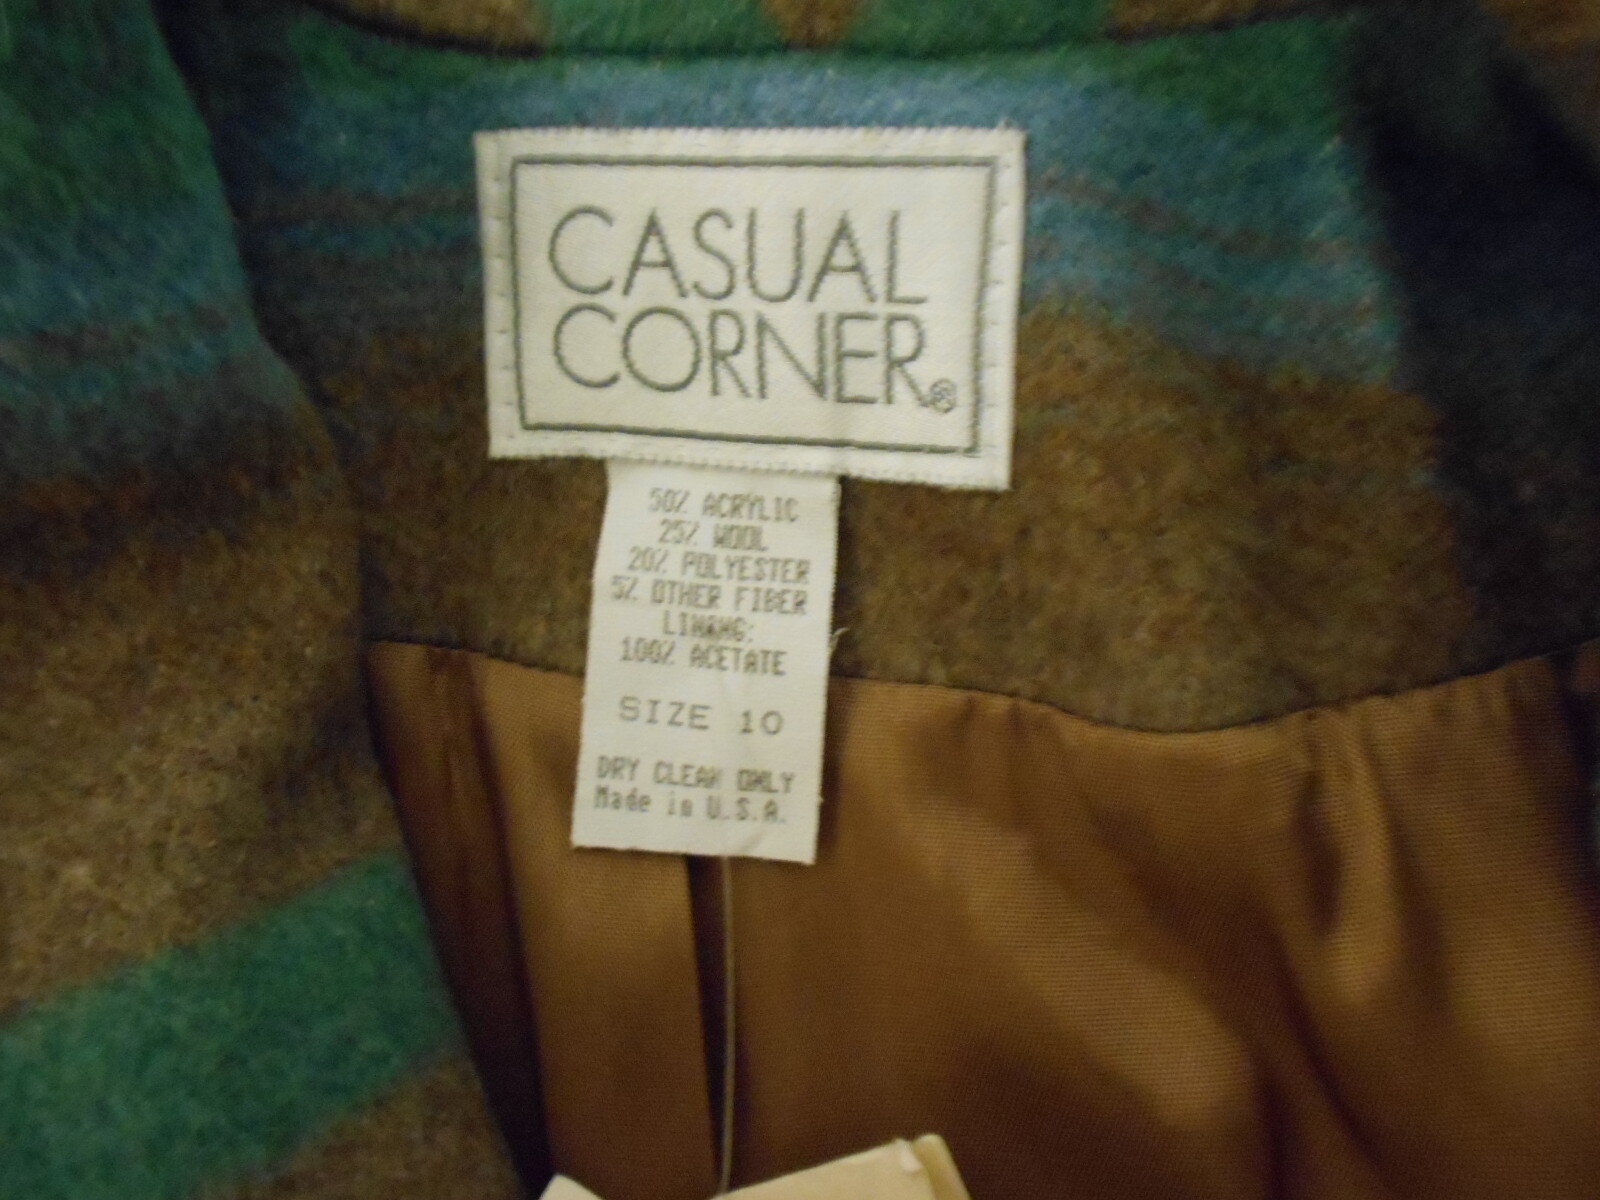 CASUAL
CORNER®
50% ACRYLIC
25% WOOL
20% POLYESTER
5% OTHER FIBER
LINING:
100% ACETATE
SIZE 10
DRY CLEAN ONLY
Made in U.S.A.